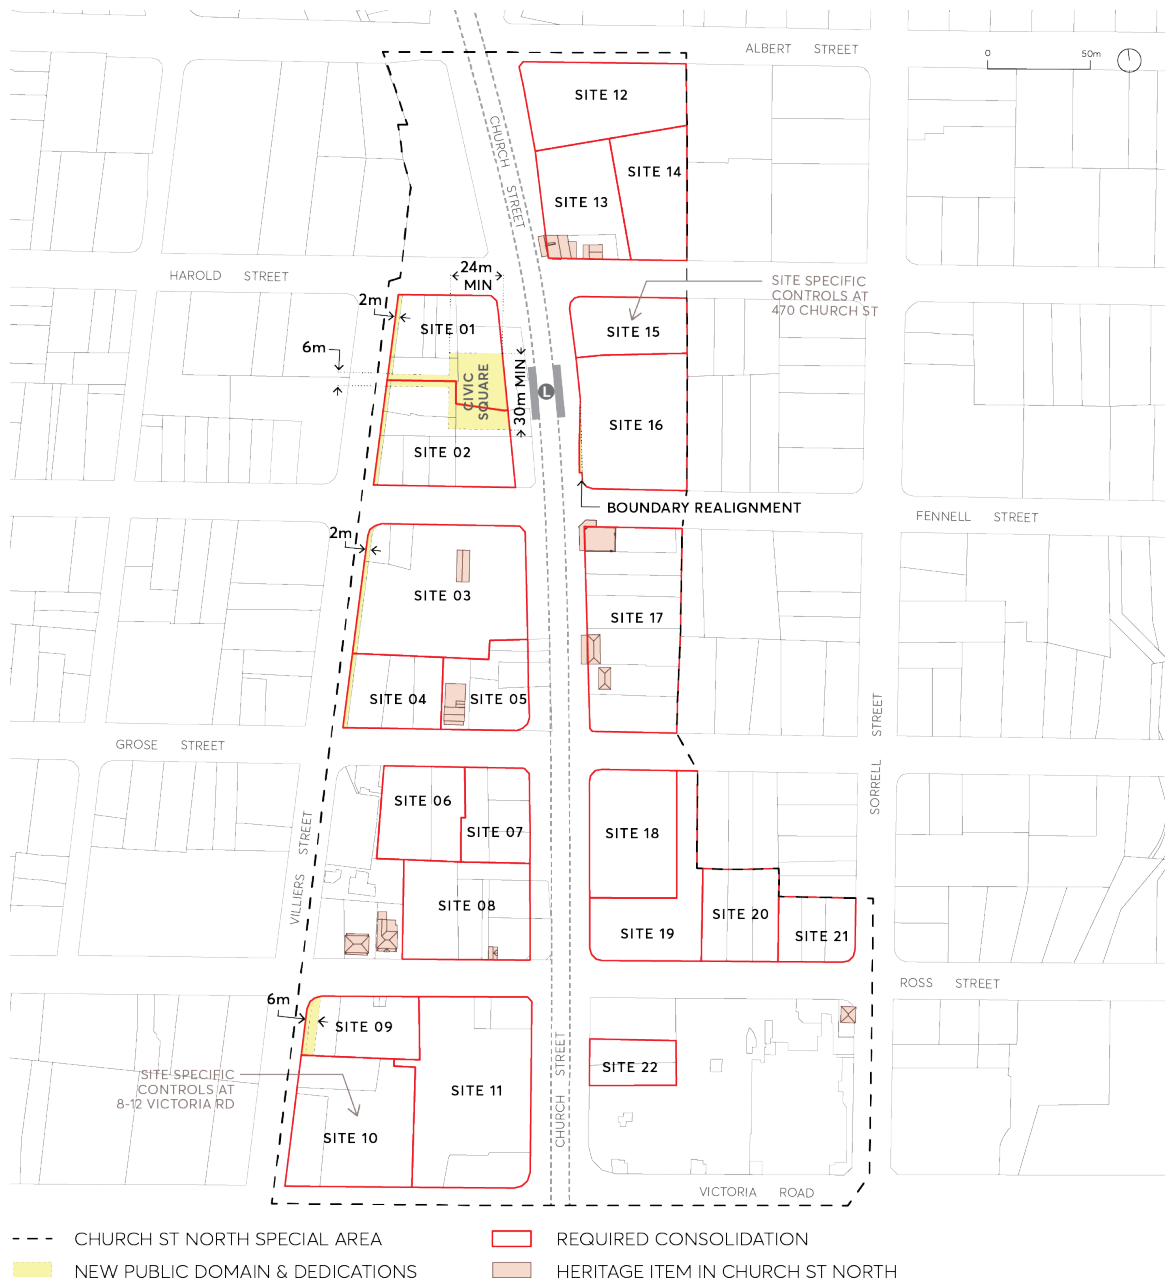 ALBERT STREET
0 50m
SITE 12
CHURCH STREET
SITE 14
SITE 13
HAROLD STREET
24m
MIN
SITE SPECIFIC
CONTROLS AT
470 CHURCH ST
2m
SITE 01
SITE 15
6m
CIVIC
SQUARE
30m MIN
L
SITE 16
SITE 02
BOUNDARY REALIGNMENT
FENNELL STREET
2m
SITE 03
SITE 17
SITE 04
SITE 05
SORRELL STREET
GROSE STREET
SITE 06
SITE 07
SITE 18
VILLIERS STREET
SITE 08
SITE 20
SITE 19
SITE 21
ROSS STREET
6m
SITE 09
CHURCH STREET
SITE 22
SITE SPECIFIC
CONTROLS AT
8-12 VICTORIA RD
SITE 11
SITE 10
VICTORIA ROAD
CHURCH ST NORTH SPECIAL AREA
REQUIRED CONSOLIDATION
NEW PUBLIC DOMAIN & DEDICATIONS
HERITAGE ITEM IN CHURCH ST NORTH